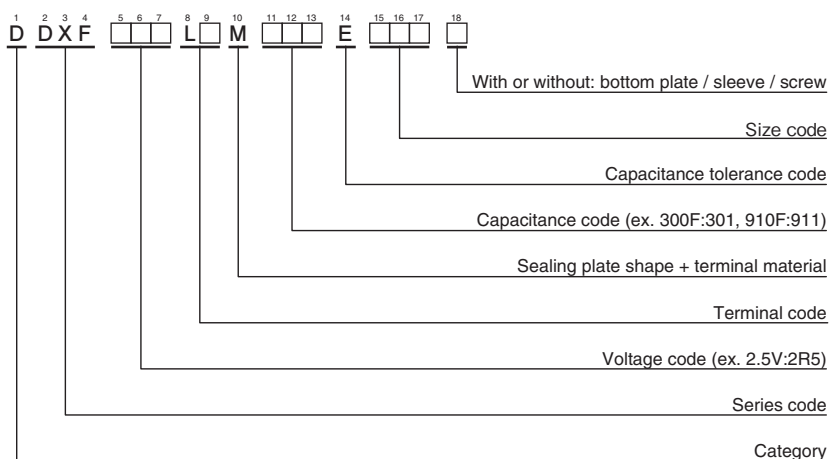 1 2 3 4 5 6 7 8 9 10 11 12 13 14 15 16 17 18
D DXF □□□ L□ M □□□ E □□□ □
With or without: bottom plate / sleeve / screw
Size code
Capacitance tolerance code
Capacitance code (ex. 300F:301, 910F:911)
Sealing plate shape + terminal material
Terminal code
Voltage code (ex. 2.5V:2R5)
Series code
Category